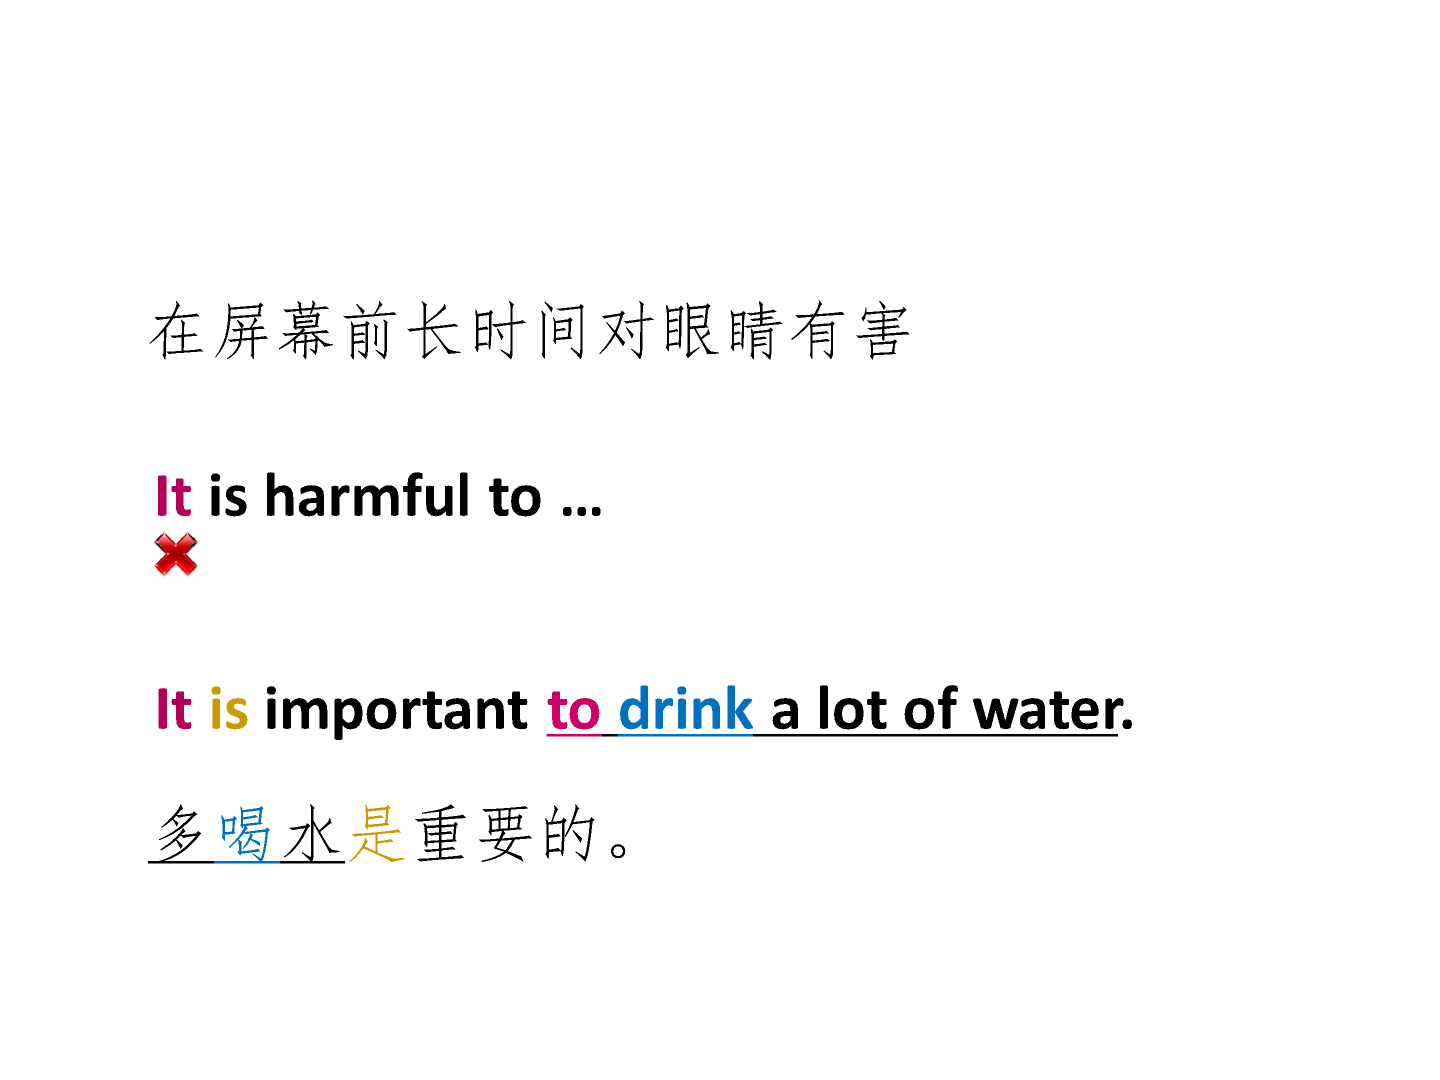 在屏幕前长时间对眼睛有害
It is harmful to …
It is important to drink a lot of water.
多喝水是重要的。